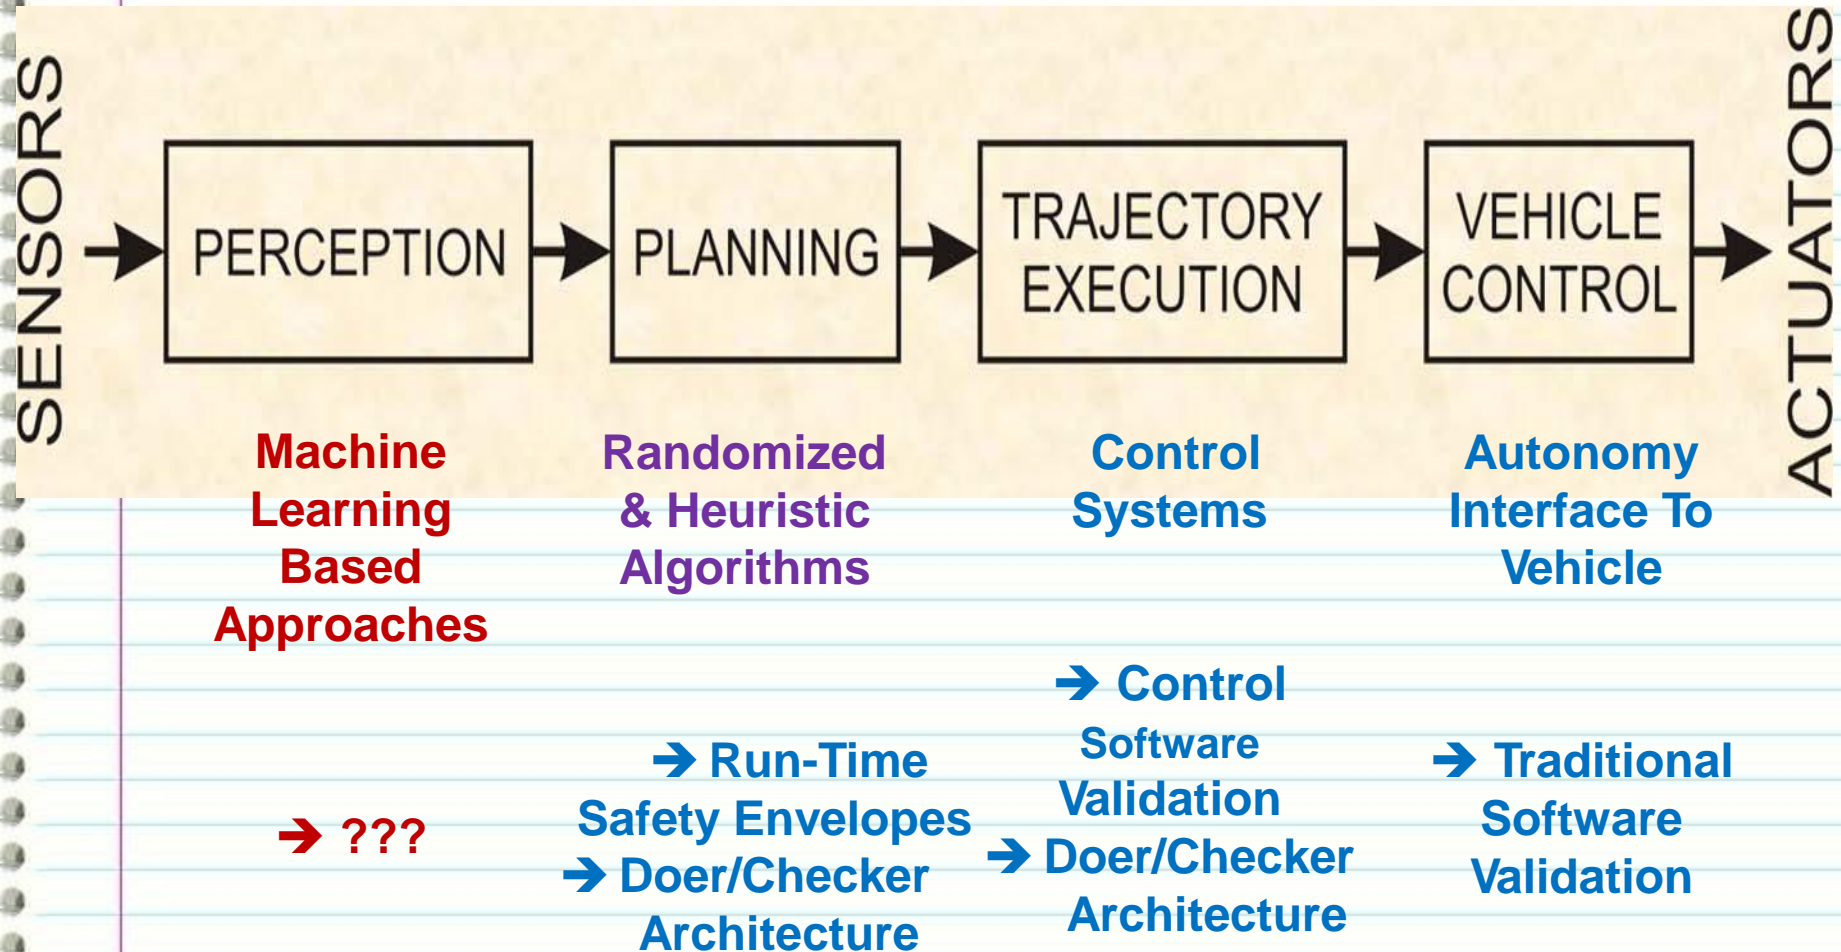 SENSORS
PERCEPTION
PLANNING
TRAJECTORY
EXECUTION
VEHICLE
CONTROL
ACTUATORS
Machine
Learning
Based
Approaches
Randomized
& Heuristic
Algorithms
Control
Systems
Autonomy
Interface To
Vehicle
➔ ???
➔ Run-Time
Safety Envelopes
➔ Doer/Checker
Architecture
➔ Control
Software
Validation
➔ Doer/Checker
Architecture
➔ Traditional
Software
Validation